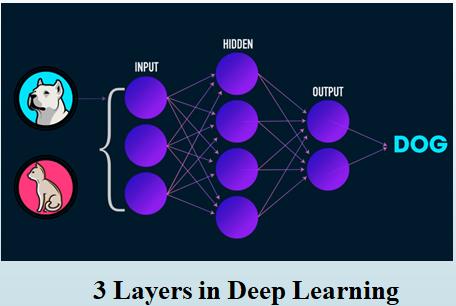 HIDDEN
INPUT
OUTPUT
DOG
3 Layers in Deep Learning